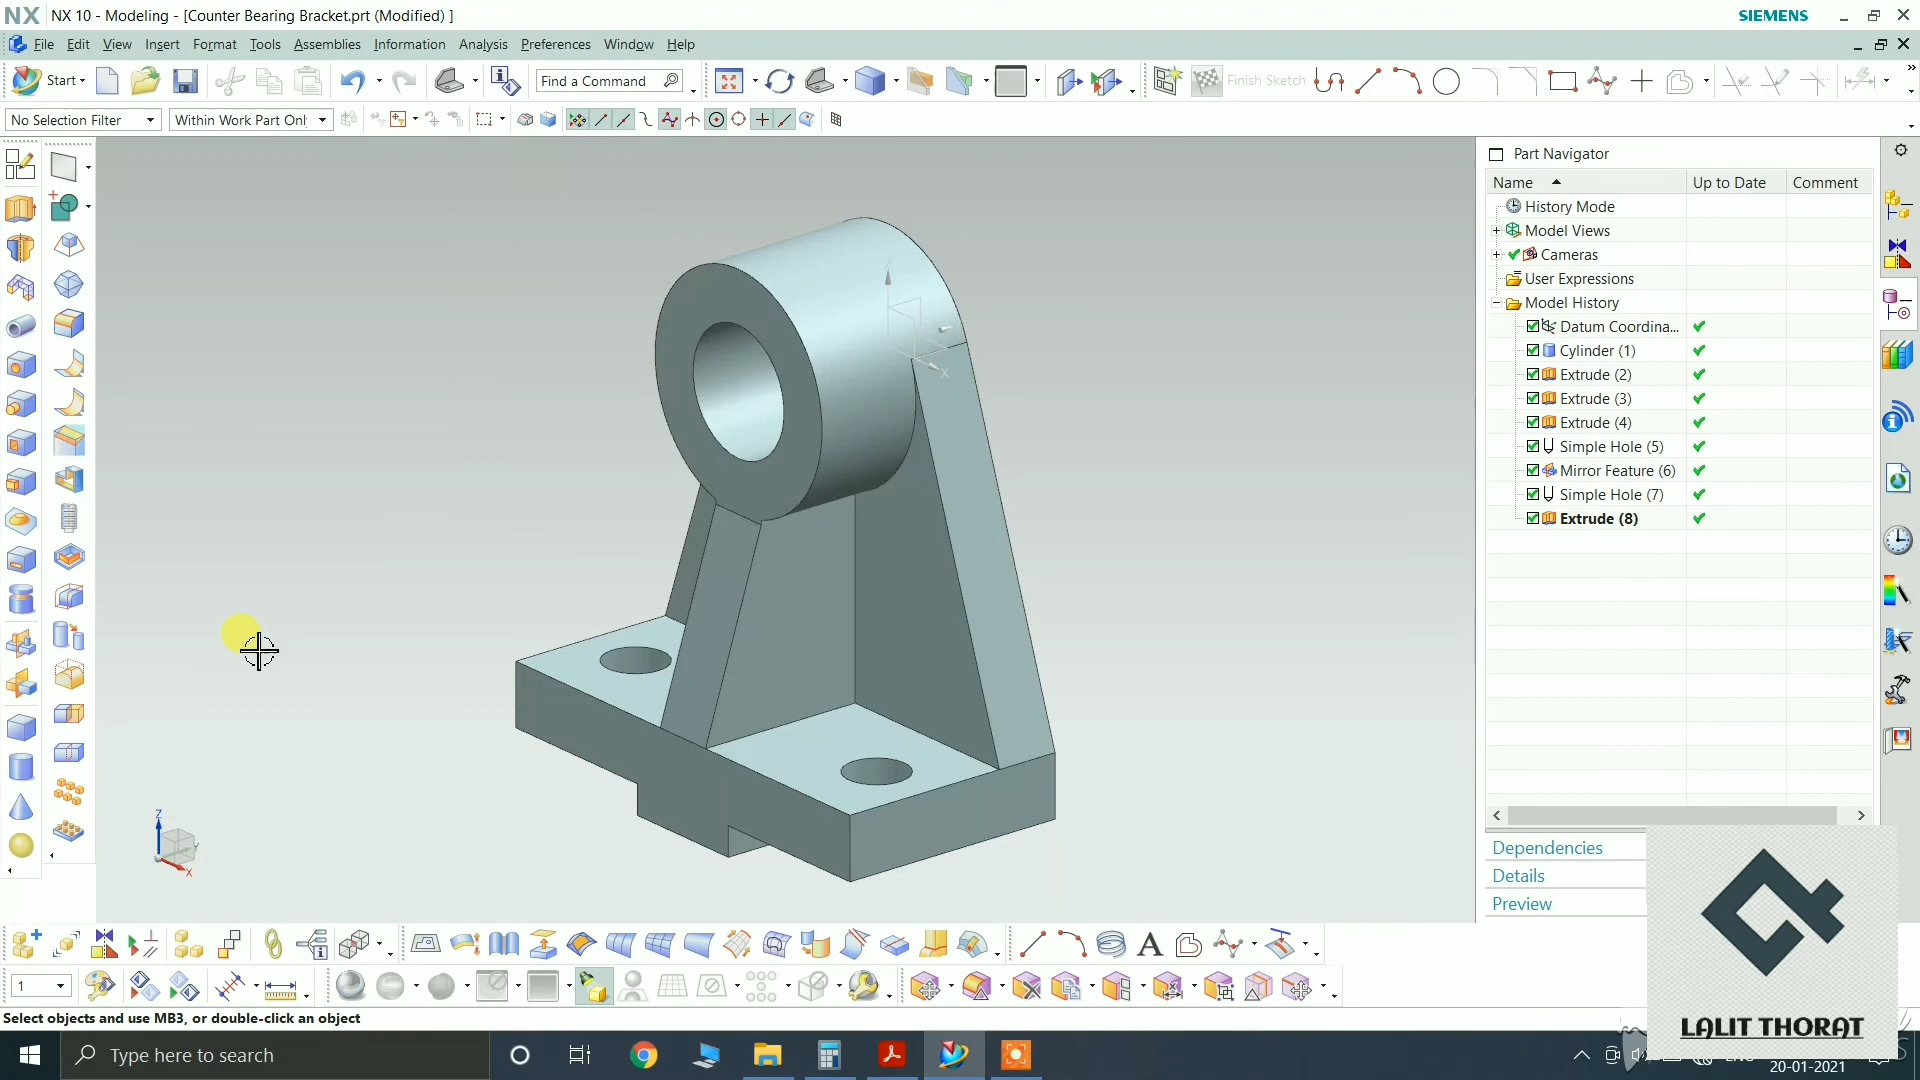 NX NX 10 - Modeling - [Counter Bearing Bracket.prt (Modified) ] SIEMENS
File Edit View Insert Format Tools Assemblies Information Analysis Preferences Window Help
Start Find a Command Finish Sketch
No Selection Filter Within Work Part Onl
Part Navigator
Name Up to Date Comment
History Mode
Model Views
Cameras
User Expressions
Model History
Datum Coordina...
Cylinder (1)
Extrude (2)
Extrude (3)
Extrude (4)
Simple Hole (5)
Mirror Feature (6)
Simple Hole (7)
Extrude (8)
X
Z
X
Dependencies
Details
Preview
1
Select objects and use MB3, or double-click an object
LALIT THORAT
Type here to search
20-01-2021